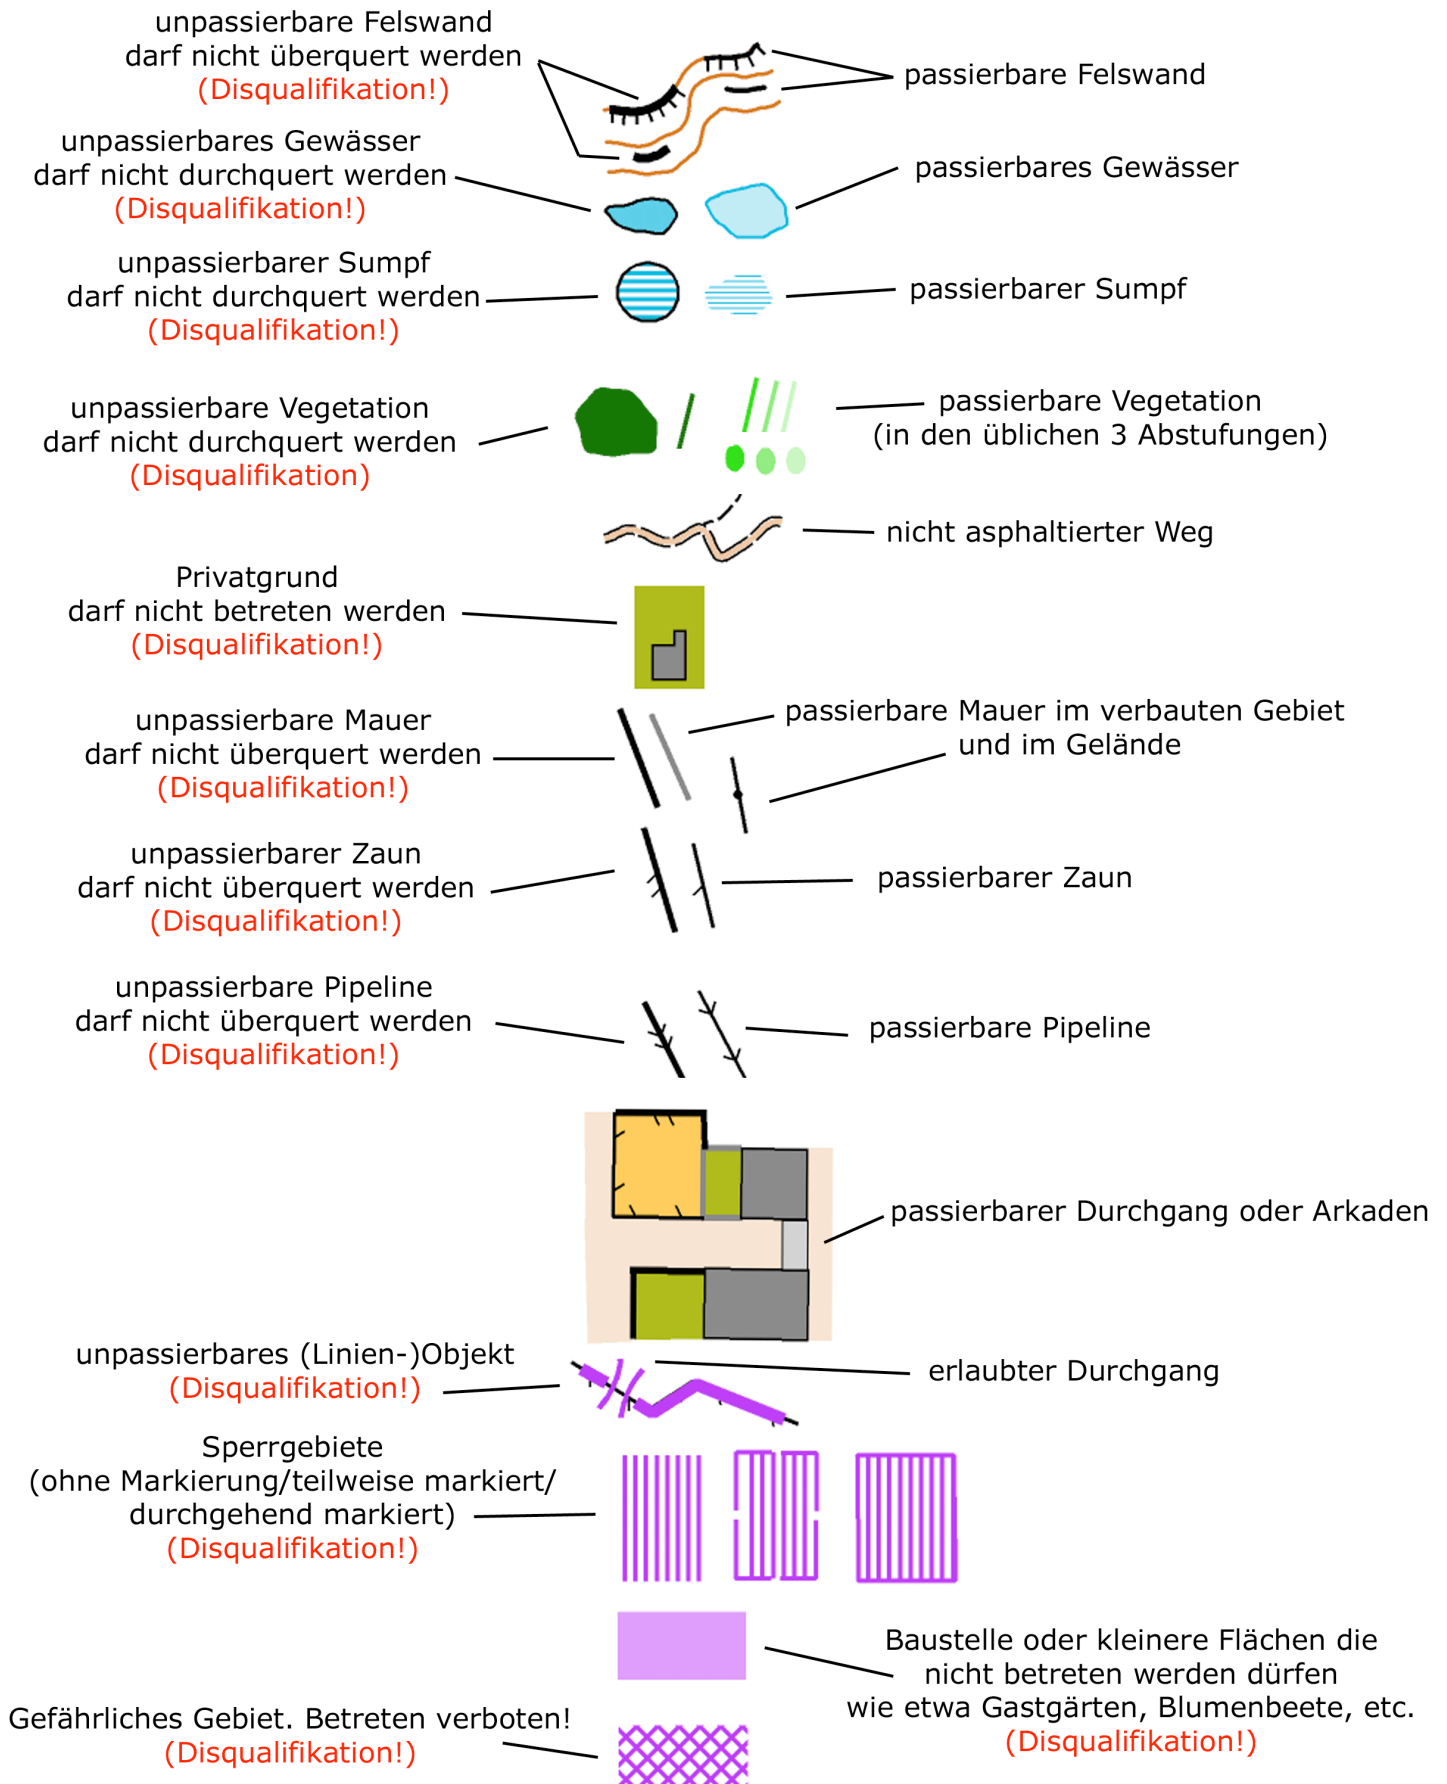 unpassierbare Felswand
darf nicht überquert werden
(Disqualifikation!)
passierbare Felswand
unpassierbares Gewässer
darf nicht durchquert werden
(Disqualifikation!)
passierbares Gewässer
unpassierbarer Sumpf
darf nicht durchquert werden
(Disqualifikation!)
passierbarer Sumpf
unpassierbare Vegetation
darf nicht durchquert werden
(Disqualifikation)
passierbare Vegetation
(in den üblichen 3 Abstufungen)
nicht asphaltierter Weg
Privatgrund
darf nicht betreten werden
(Disqualifikation!)
unpassierbare Mauer
darf nicht überquert werden
(Disqualifikation!)
passierbare Mauer im verbauten Gebiet
und im Gelände
unpassierbarer Zaun
darf nicht überquert werden
(Disqualifikation!)
passierbarer Zaun
unpassierbare Pipeline
darf nicht überquert werden
(Disqualifikation!)
passierbare Pipeline
passierbarer Durchgang oder Arkaden
unpassierbares (Linien-)Objekt
(Disqualifikation!)
erlaubter Durchgang
Sperrgebiete
(ohne Markierung/teilweise markiert/
durchgehend markiert)
(Disqualifikation!)
Baustelle oder kleinere Flächen die
nicht betreten werden dürfen
wie etwa Gastgärten, Blumenbeete, etc.
(Disqualifikation!)
Gefährliches Gebiet. Betreten verboten!
(Disqualifikation!)